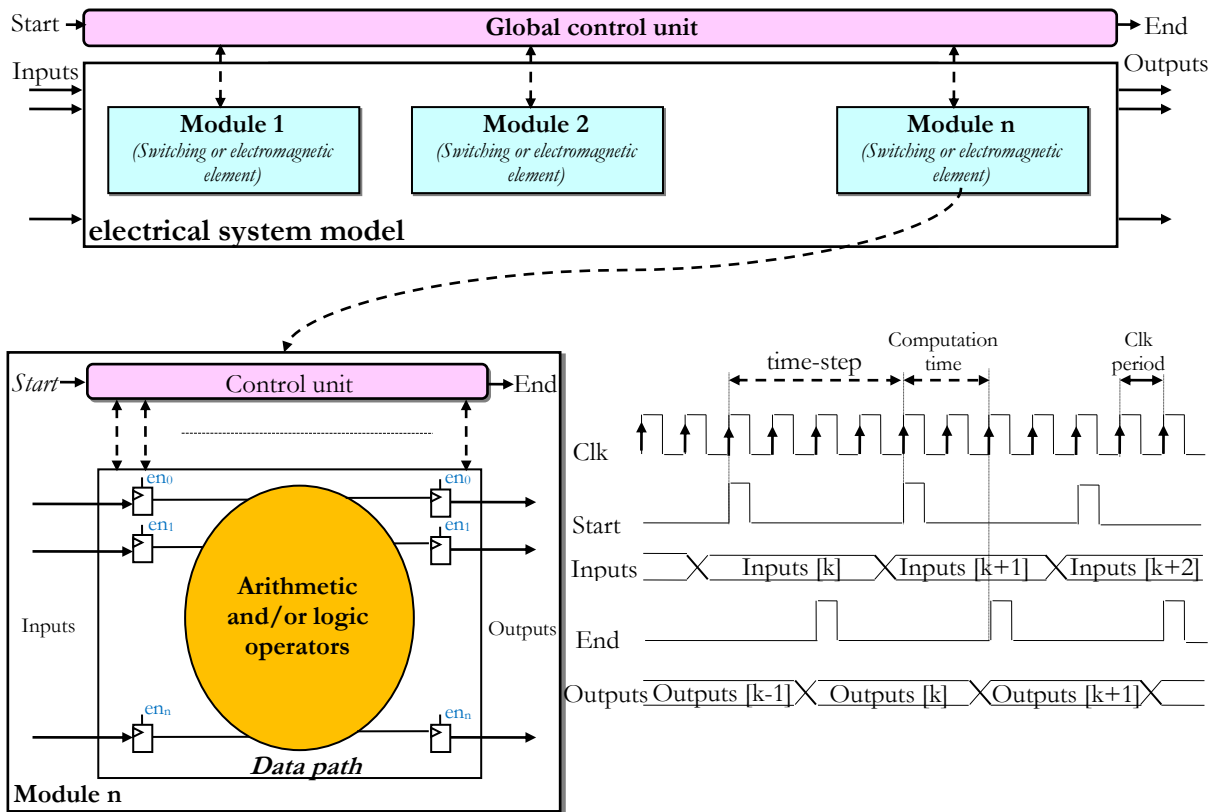 Start
Global control unit
End
Inputs
Outputs
Module 1
(Switching or electromagnetic
element)
Module 2
(Switching or electromagnetic
element)
Module n
(Switching or electromagnetic
element)
electrical system model
Start
Control unit
End
en0
en0
en1
en1
Arithmetic
and/or logic
operators
Inputs
Outputs
enn
enn
Data path
Module n
time-step
Computation
time
Clk
period
Clk
Start
Inputs
Inputs [k]
Inputs [k+1]
Inputs [k+2]
End
Outputs
Outputs [k-1]
Outputs [k]
Outputs [k+1]